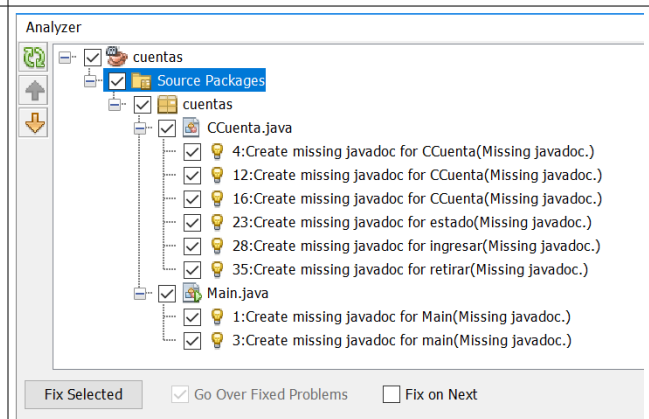 Analyzer
cuentas
Source Packages
cuentas
CCuenta.java
4:Create missing javadoc for CCuenta(Missing javadoc.)
12:Create missing javadoc for CCuenta(Missing javadoc.)
16:Create missing javadoc for CCuenta(Missing javadoc.)
23:Create missing javadoc for estado(Missing javadoc.)
28:Create missing javadoc for ingresar(Missing javadoc.)
35:Create missing javadoc for retirar(Missing javadoc.)
Main.java
1:Create missing javadoc for Main(Missing javadoc.)
3:Create missing javadoc for main(Missing javadoc.)
Fix Selected Go Over Fixed Problems Fix on Next